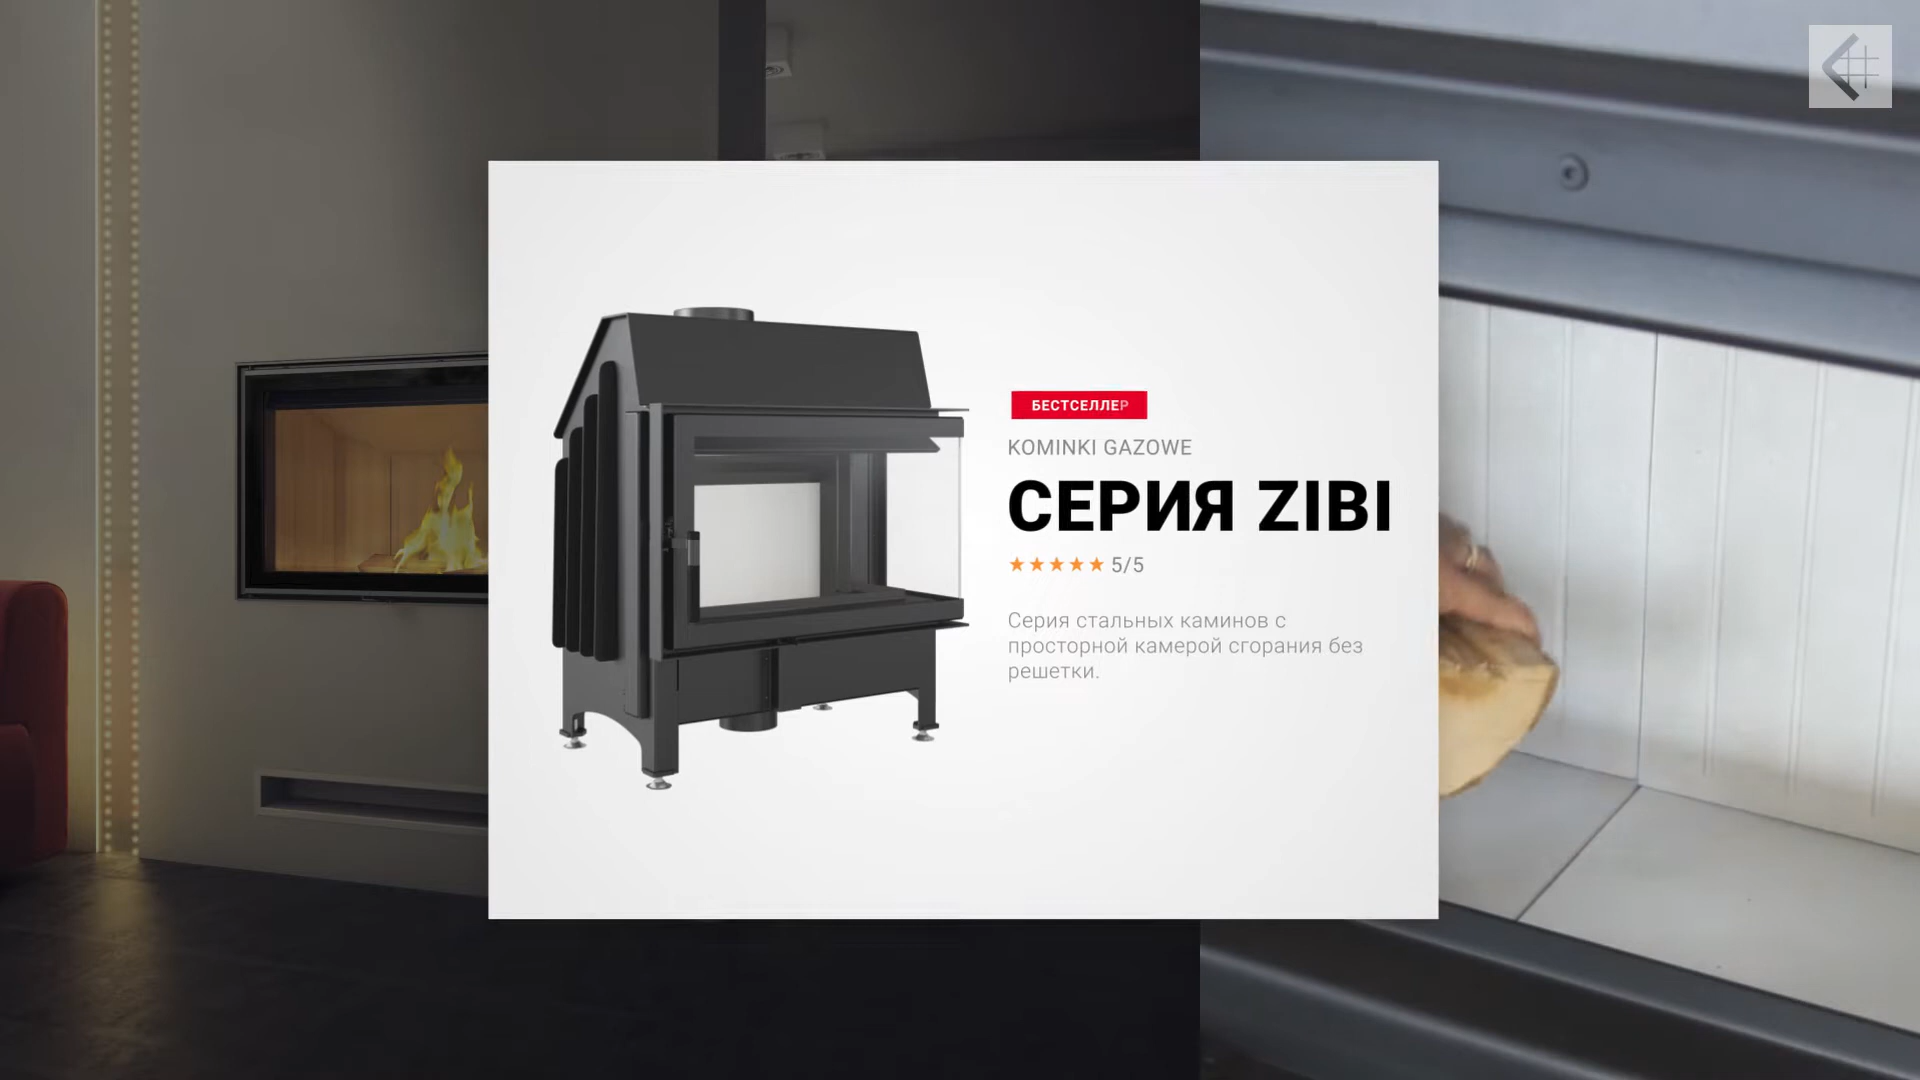 БЕСТСЕЛЛЕР
KOMINKI GAZOWE
СЕРИЯ ZIBI
5/5
Серия стальных каминов с
просторной камерой сгорания без
решетки.